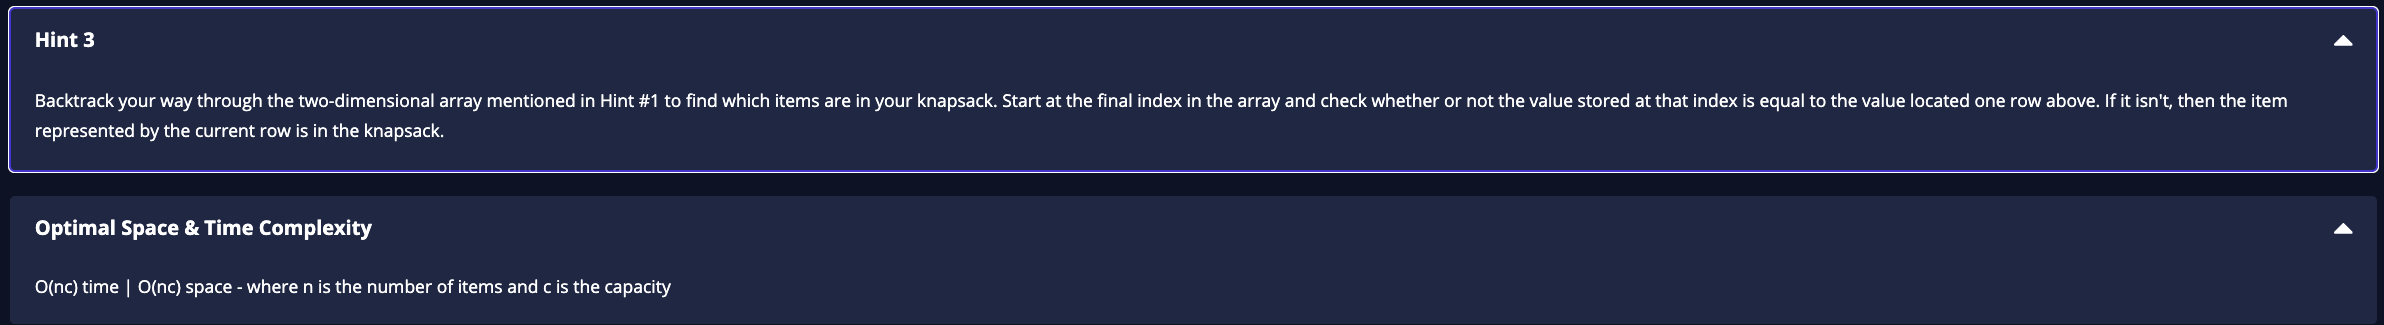 Hint 3
Backtrack your way through the two-dimensional array mentioned in Hint #1 to find which items are in your knapsack. Start at the final index in the array and check whether or not the value stored at that index is equal to the value located one row above. If it isn't, then the item
represented by the current row is in the knapsack.
Optimal Space & Time Complexity
O(nc) time | O(nc) space - where n is the number of items and c is the capacity